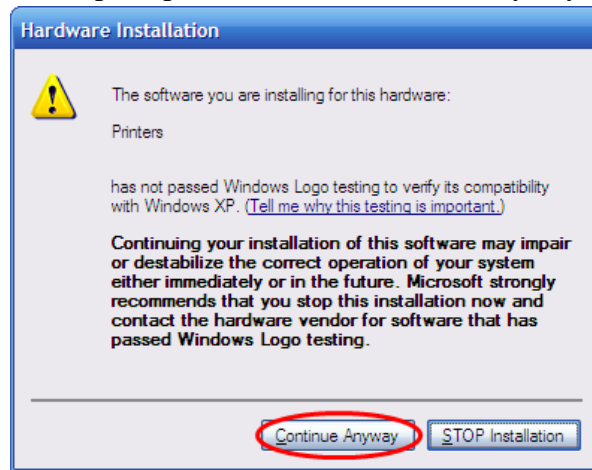 Hardware Installation
The software you are installing for this hardware:
Printers
has not passed Windows Logo testing to verify its compatibility
with Windows XP. (Tell me why this testing is important.)
Continuing your installation of this software may impair
or destabilize the correct operation of your system
either immediately or in the future. Microsoft strongly
recommends that you stop this installation now and
contact the hardware vendor for software that has
passed Windows Logo testing.
Continue Anyway STOP Installation